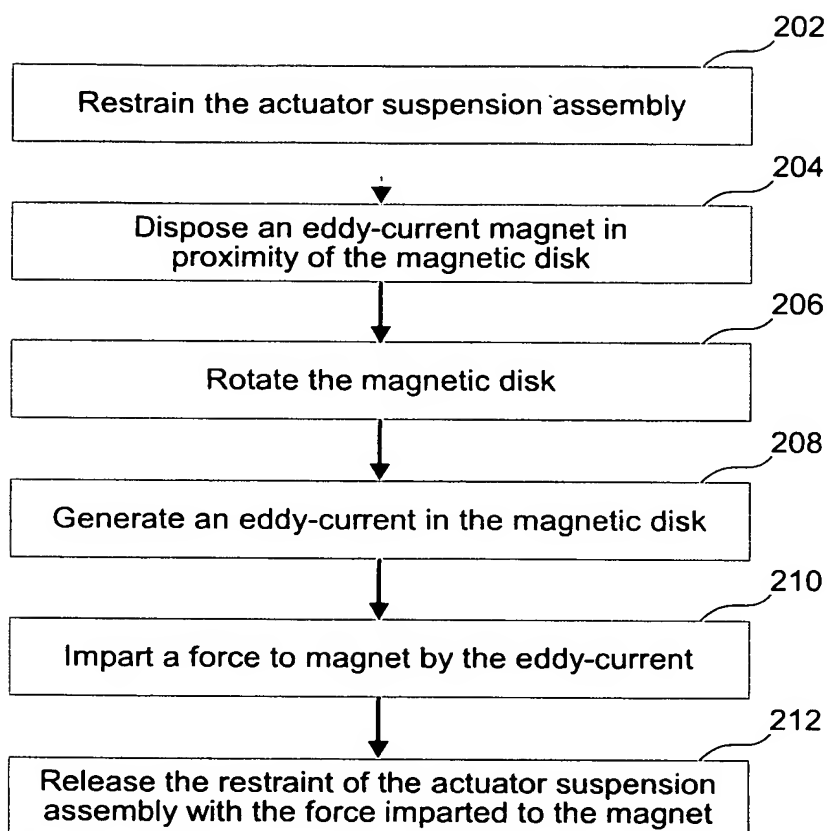 202
Restrain the actuator suspension assembly
204
Dispose an eddy-current magnet in
proximity of the magnetic disk
206
Rotate the magnetic disk
208
Generate an eddy-current in the magnetic disk
210
Impart a force to magnet by the eddy-current
212
Release the restraint of the actuator suspension
assembly with the force imparted to the magnet